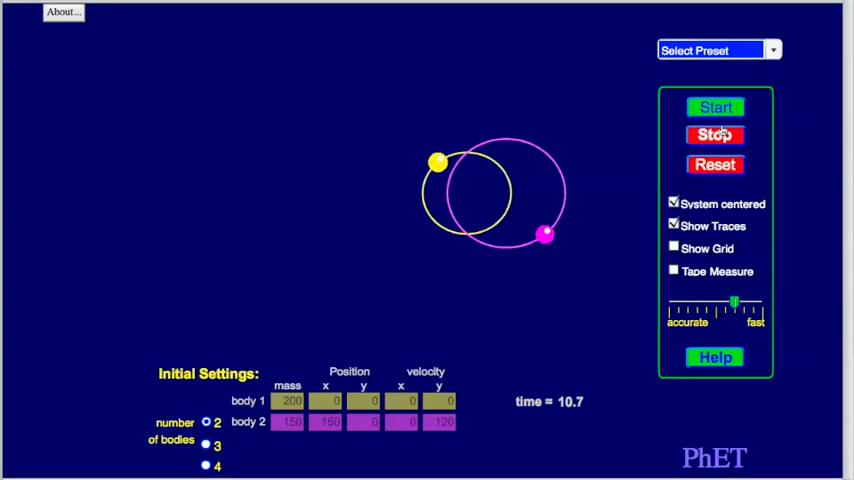 About...
Select Preset
Start
Stop
Reset
System centered
Show Traces
Show Grid
Tape Measure
accurate fast
Help
Initial Settings:
Position velocity
mass x y x y
body 1 200 0 0 0 0
time = 10.7
number 2 body 2 150 150 0 0 120
of bodies 3
4
PhET